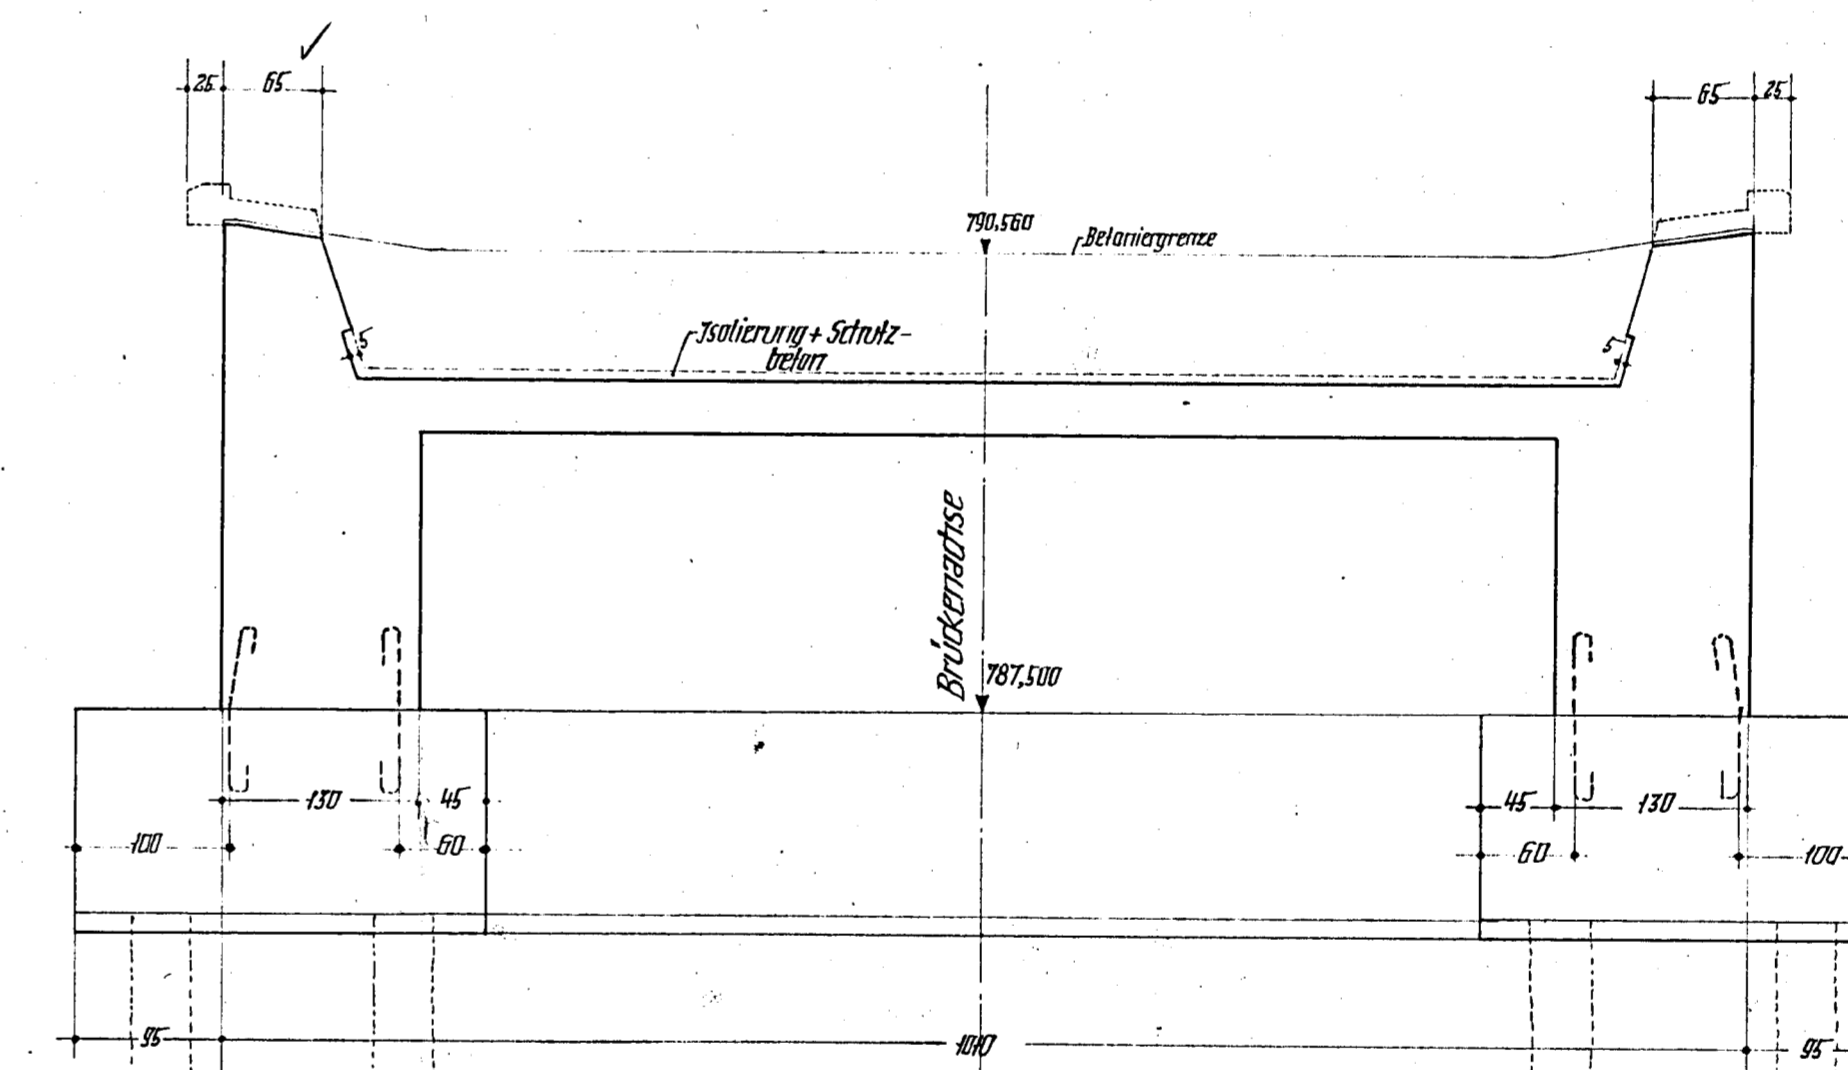 25 65
65 25
790,560
Betoniergrenze
Isolierung + Schutz-
beton
5
5
Brückenachse
787,500
130 45
45 130
100 60
60 100
95 1010 95